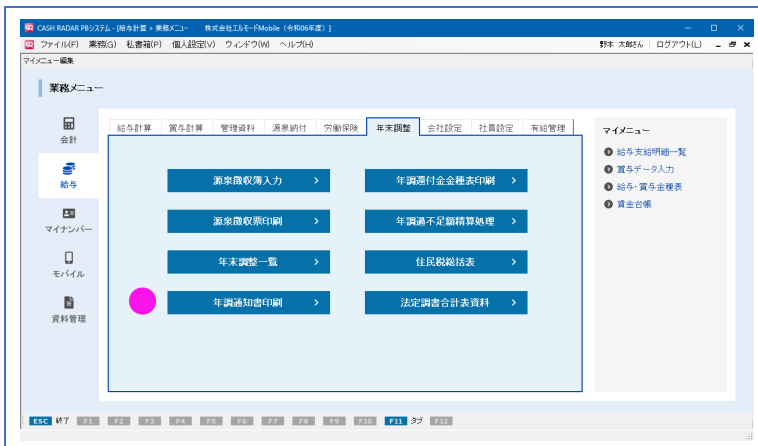 CASH RADAR PBシステム - [給与計算 > 業務メニュー　株式会社エルモードMobile（令和06年度）]
ファイル(F)　業務(G)　私書箱(P)　個人設定(V)　ウィンドウ(W)　ヘルプ(H)　野本 太郎さん　ログアウト(L)
マイメニュー編集
業務メニュー
会計
給与
マイナンバー
モバイル
資料管理
給与計算　賞与計算　管理資料　源泉納付　労働保険　年末調整　会社設定　社員設定　有給管理
源泉徴収簿入力　年調還付金金種表印刷
源泉徴収票印刷　年調過不足額精算処理
年末調整一覧　住民税総括表
年調通知書印刷　法定調書合計表資料
マイメニュー
給与支給明細一覧
賞与データ入力
給与・賞与金種表
賃金台帳
ESC 終了　F1　F2　F3　F4　F5　F6　F7　F8　F9　F10　F11 タブ　F12